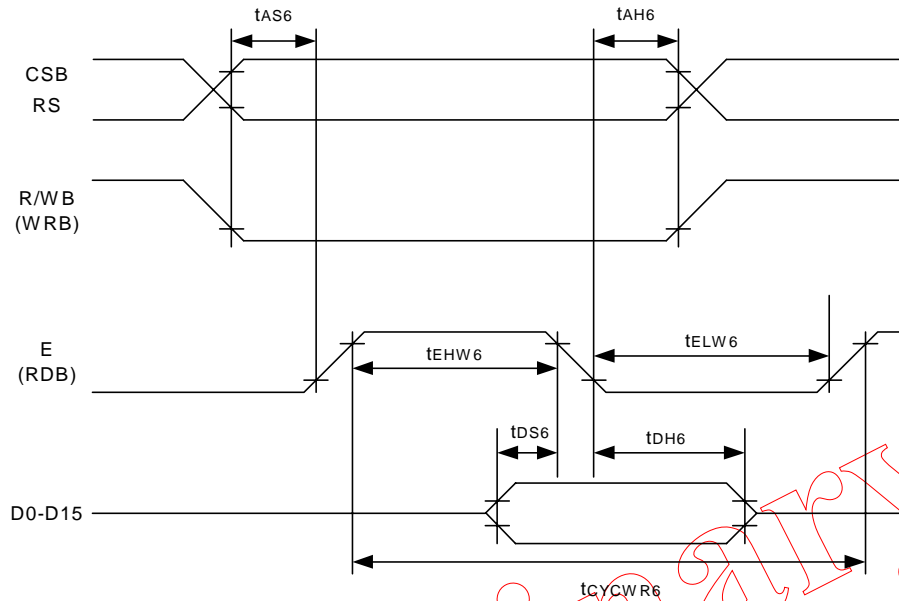 tAS6 tAH6
CSB
RS
R/WB
(WRB)
E
(RDB)
tEHW6 tELW6
tDS6 tDH6
D0-D15
tCYCWR6